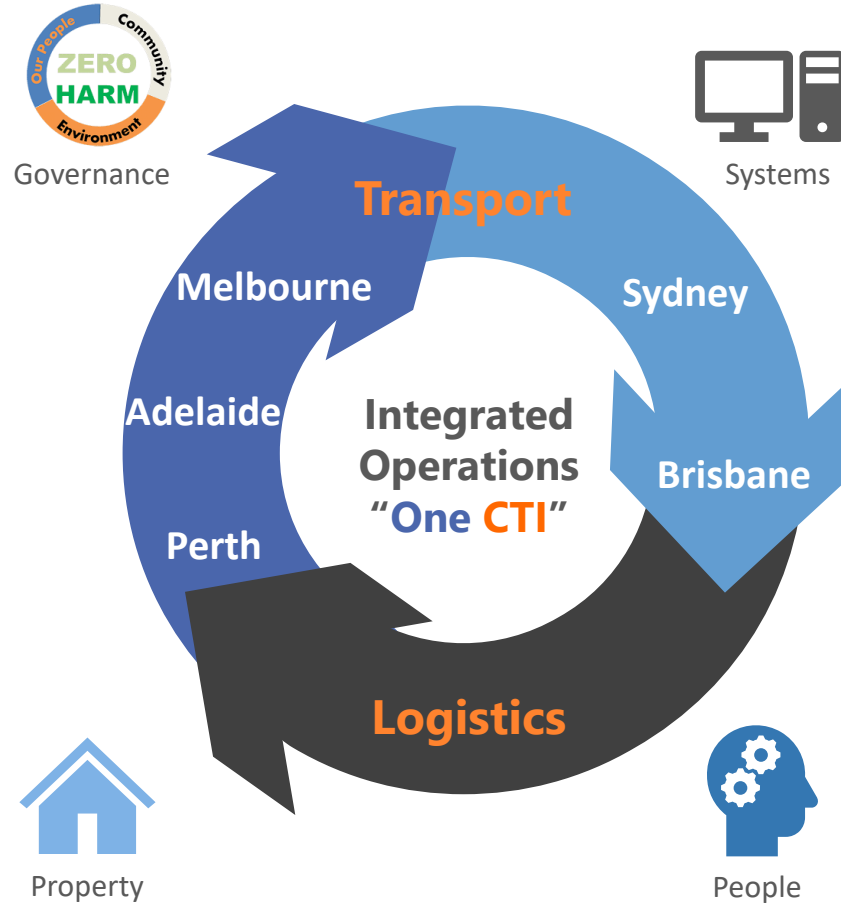 Our People
Community
ZERO
HARM
Environment
Governance
Systems
Transport
Melbourne
Sydney
Adelaide
Integrated
Operations
“One CTI”
Brisbane
Perth
Logistics
Property
People